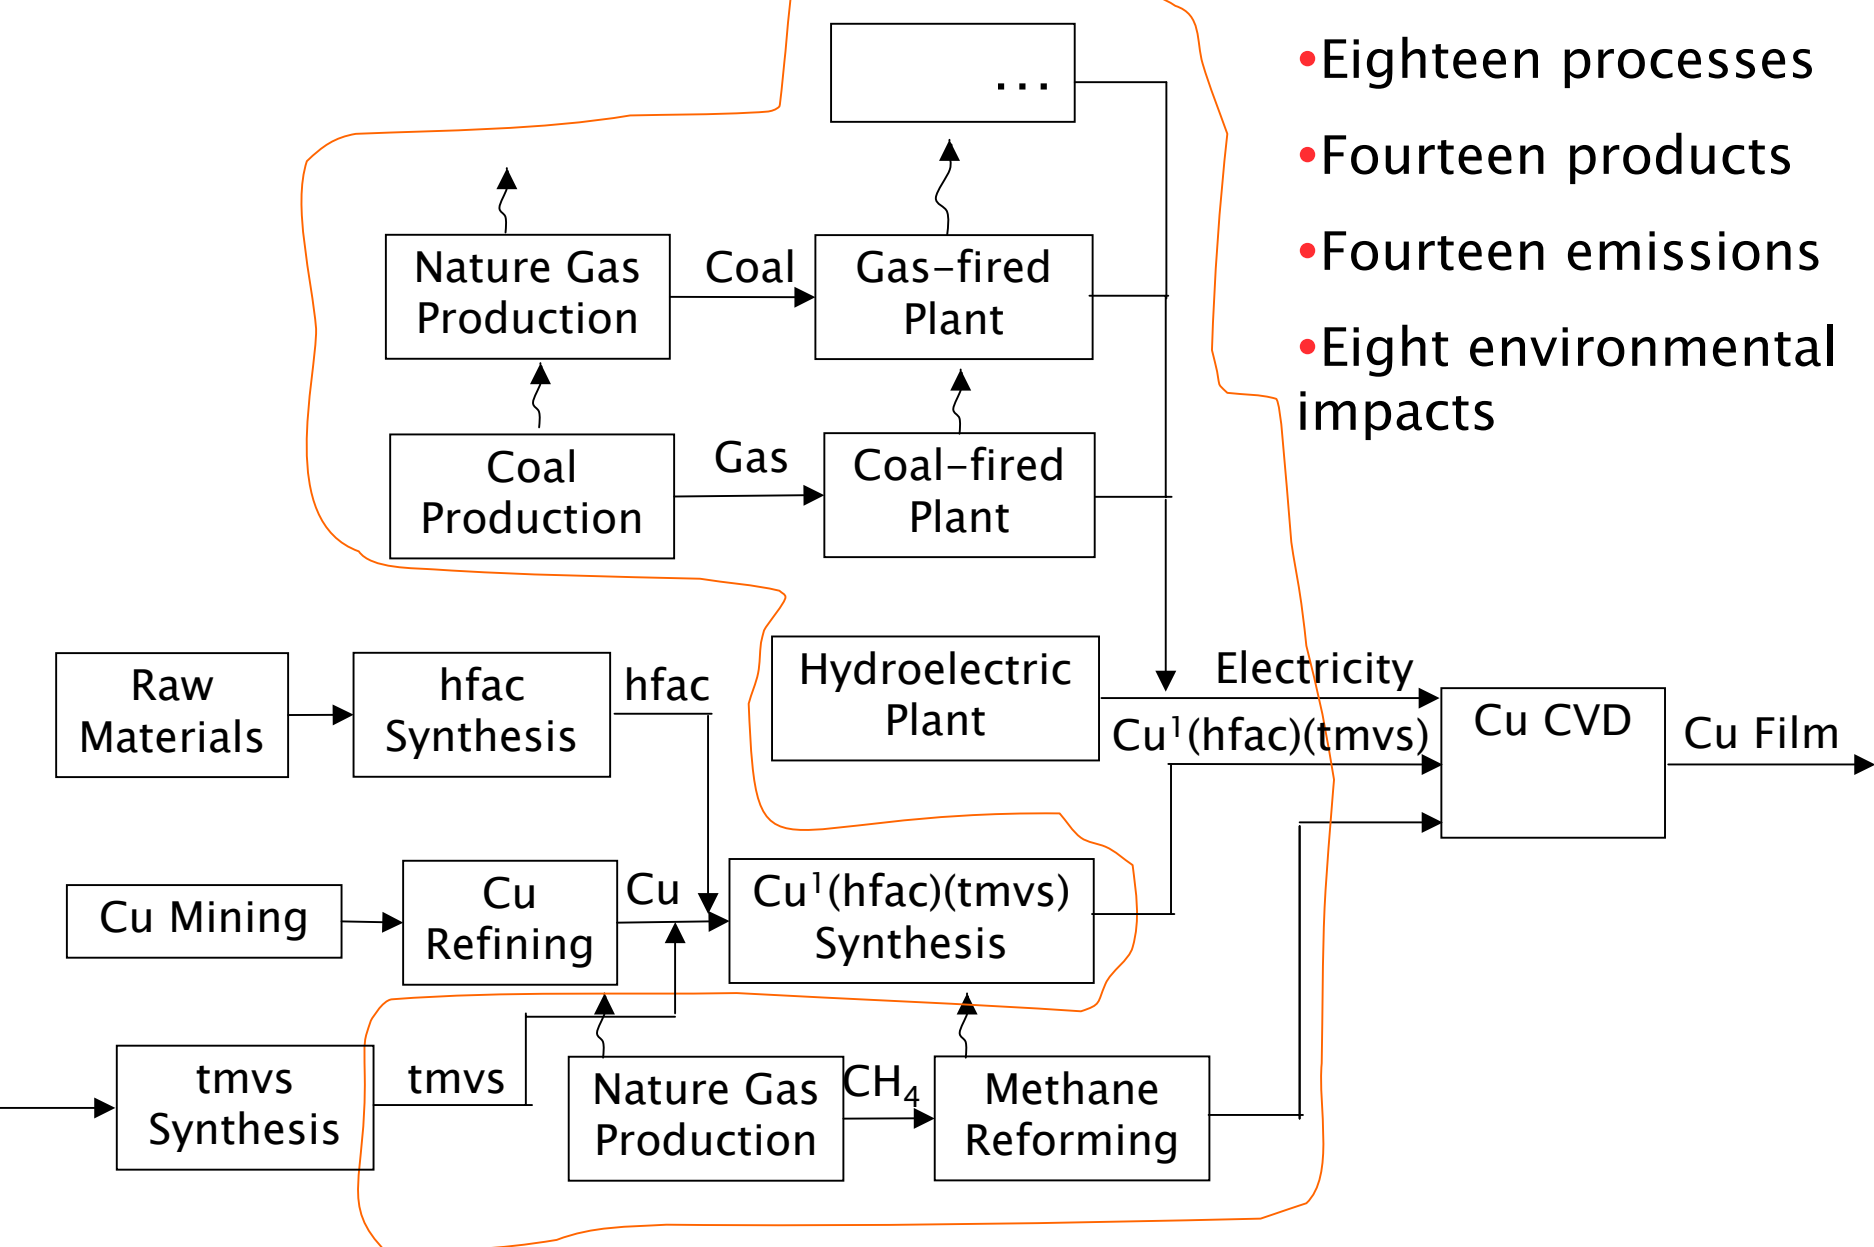 ...
•Eighteen processes
•Fourteen products
•Fourteen emissions
•Eight environmental
impacts
Nature Gas
Production
Coal
Gas-fired
Plant
Coal
Production
Gas
Coal-fired
Plant
Raw
Materials
hfac
Synthesis
hfac
Hydroelectric
Plant
Electricity
Cu¹(hfac)(tmvs)
Cu CVD
Cu Film
Cu Mining
Cu
Refining
Cu
Cu¹(hfac)(tmvs)
Synthesis
tmvs
Synthesis
tmvs
Nature Gas
Production
CH₄
Methane
Reforming